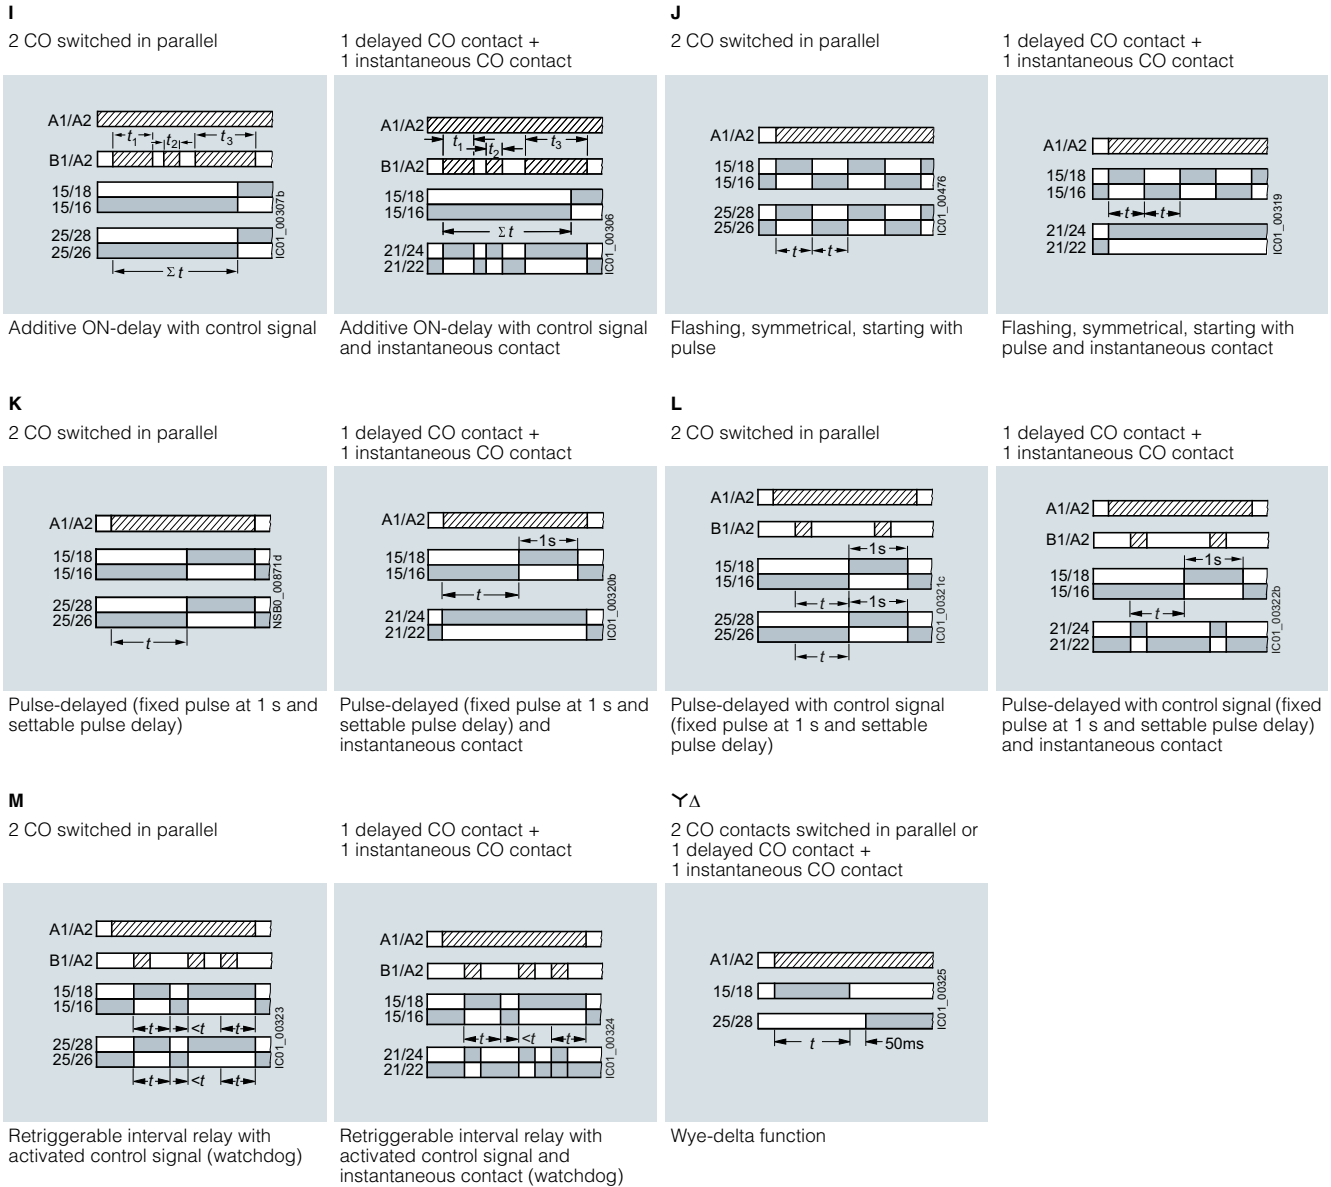 I
2 CO switched in parallel
A1/A2
t1
t2
t3
B1/A2
15/18
15/16
25/28
25/26
Σ t
IC01_00307b
Additive ON-delay with control signal
1 delayed CO contact +
1 instantaneous CO contact
A1/A2
t1
t2
t3
B1/A2
15/18
15/16
Σ t
21/24
21/22
IC01_00306
Additive ON-delay with control signal
and instantaneous contact
J
2 CO switched in parallel
A1/A2
15/18
15/16
25/28
25/26
t
t
IC01_00476
Flashing, symmetrical, starting with
pulse
1 delayed CO contact +
1 instantaneous CO contact
A1/A2
15/18
15/16
t
t
21/24
21/22
IC01_00319
Flashing, symmetrical, starting with
pulse and instantaneous contact
K
2 CO switched in parallel
A1/A2
15/18
15/16
25/28
25/26
t
NSB0_00871d
Pulse-delayed (fixed pulse at 1 s and
settable pulse delay)
1 delayed CO contact +
1 instantaneous CO contact
A1/A2
1s
15/18
15/16
t
21/24
21/22
IC01_00320b
Pulse-delayed (fixed pulse at 1 s and
settable pulse delay) and
instantaneous contact
L
2 CO switched in parallel
A1/A2
B1/A2
1s
15/18
15/16
t
1s
25/28
25/26
t
IC01_00321c
Pulse-delayed with control signal
(fixed pulse at 1 s and settable
pulse delay)
1 delayed CO contact +
1 instantaneous CO contact
A1/A2
B1/A2
1s
15/18
15/16
t
21/24
21/22
IC01_00322b
Pulse-delayed with control signal (fixed
pulse at 1 s and settable pulse delay)
and instantaneous contact
M
2 CO switched in parallel
A1/A2
B1/A2
15/18
15/16
t
<t
t
25/28
25/26
t
<t
t
IC01_00323
Retriggerable interval relay with
activated control signal (watchdog)
1 delayed CO contact +
1 instantaneous CO contact
A1/A2
B1/A2
15/18
15/16
t
<t
t
21/24
21/22
IC01_00324
Retriggerable interval relay with
activated control signal and
instantaneous contact (watchdog)
YΔ
2 CO contacts switched in parallel or
1 delayed CO contact +
1 instantaneous CO contact
A1/A2
15/18
25/28
t
50ms
IC01_00325
Wye-delta function